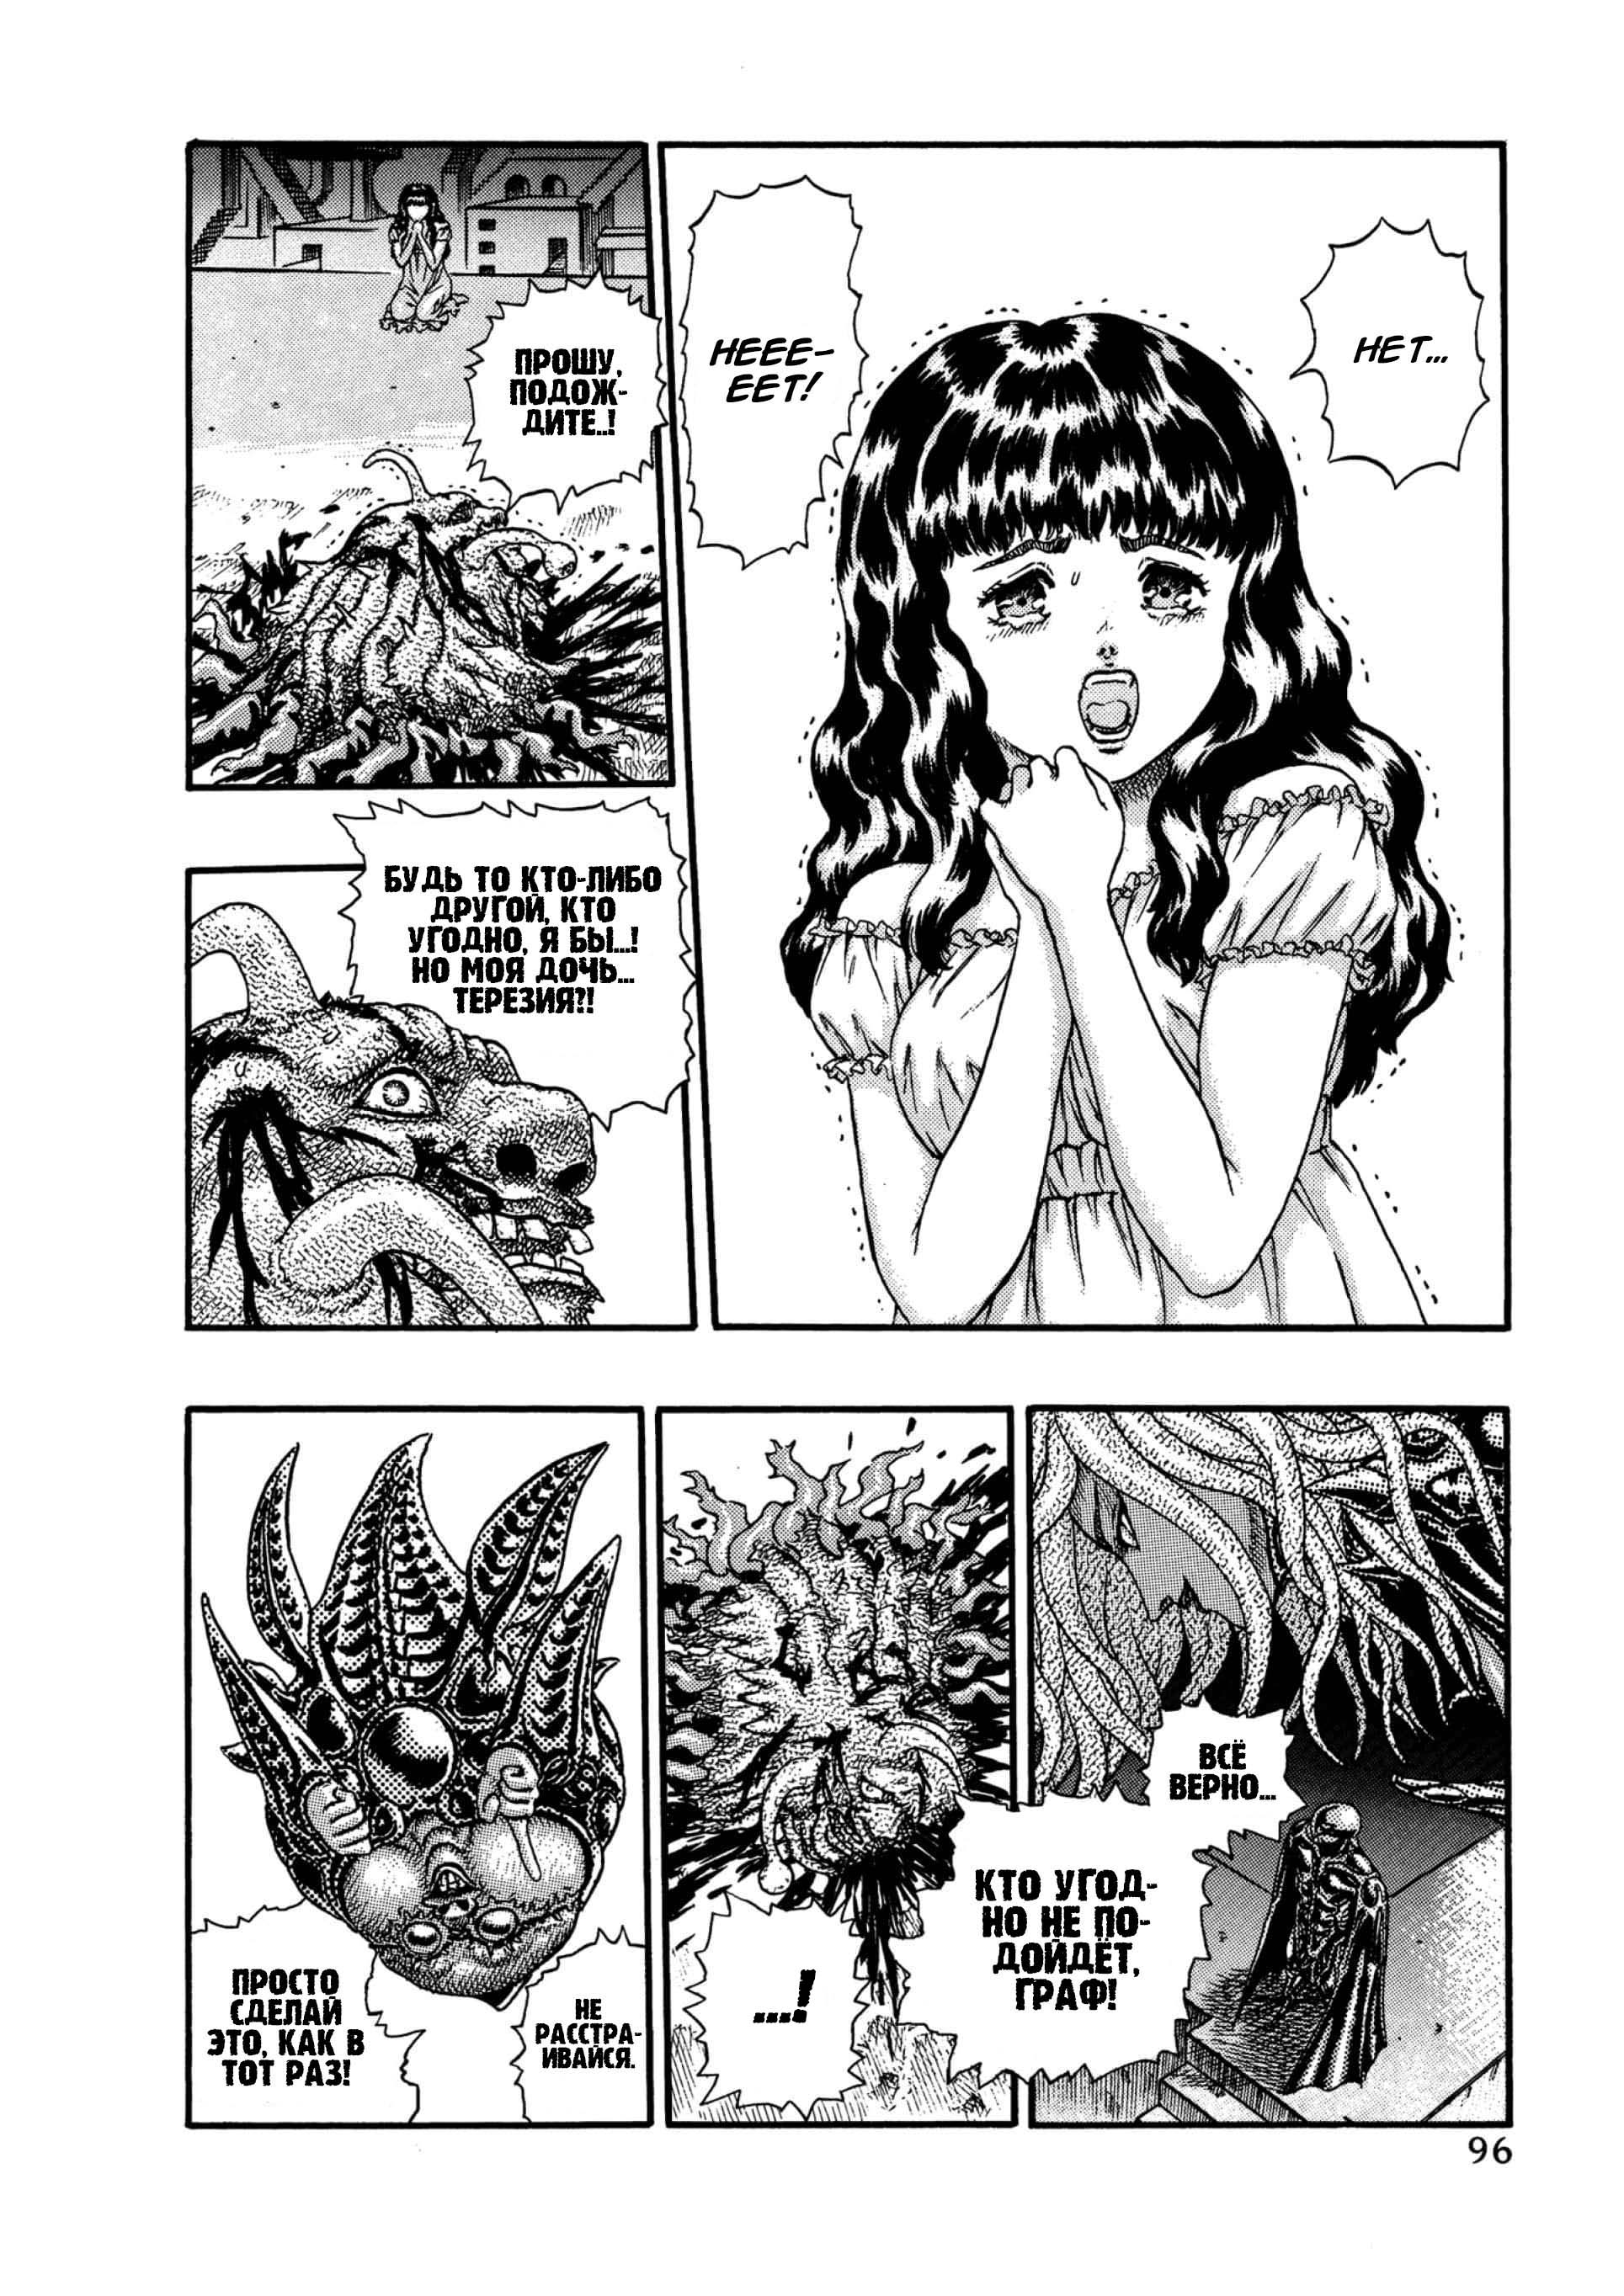 НЕТ...
НЕЕЕ-
ЕЕТ!
ПРОШУ,
ПОДОЖ-
ДИТЕ..!
БУДЬ ТО КТО-ЛИБО
ДРУГОЙ, КТО
УГОДНО, Я БЫ...!
НО МОЯ ДОЧЬ...
ТЕРЕЗИЯ?!
ВСЁ
ВЕРНО...
КТО УГОД-
НО НЕ ПО-
ДОЙДЁТ,
ГРАФ!
...!
НЕ
РАССТРА-
ИВАЙСЯ.
ПРОСТО
СДЕЛАЙ
ЭТО, КАК В
ТОТ РАЗ!
96